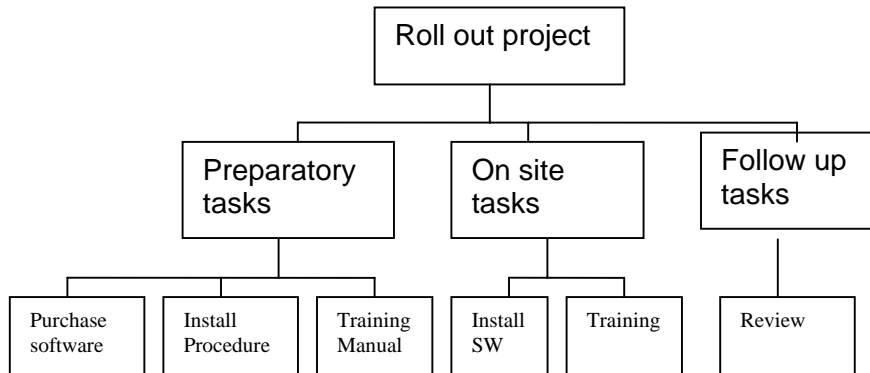 Roll out project
Preparatory
tasks
On site
tasks
Follow up
tasks
Purchase
software
Install
Procedure
Training
Manual
Install
SW
Training
Review